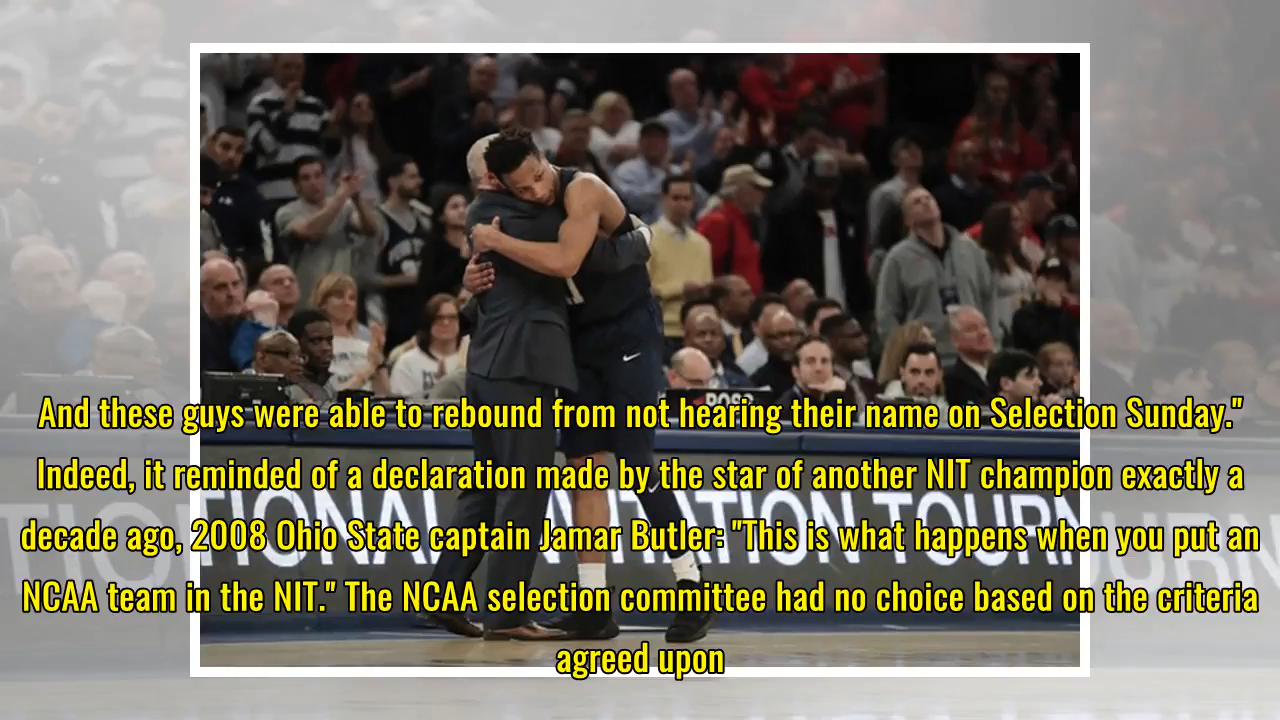 And these guys were able to rebound from not hearing their name on Selection Sunday."
Indeed, it reminded of a declaration made by the star of another NIT champion exactly a
decade ago, 2008 Ohio State captain Jamar Butler: "This is what happens when you put an
NCAA team in the NIT." The NCAA selection committee had no choice based on the criteria
agreed upon
TIONAL INVITATION TOURN